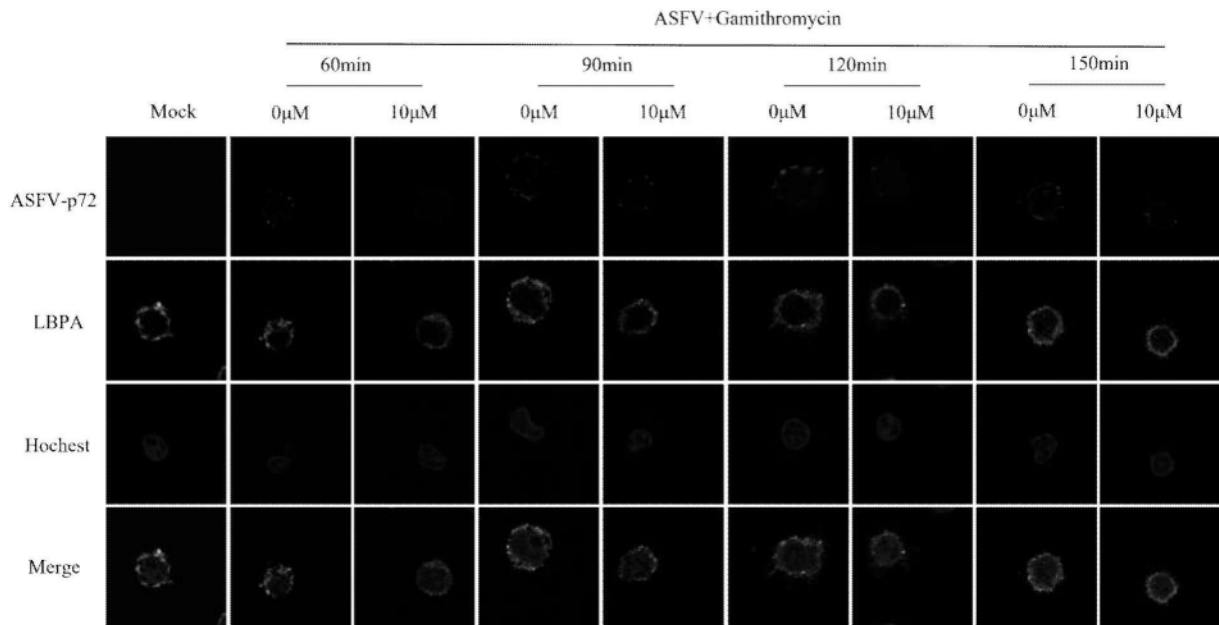 ASFV+Gamithromycin
60min 90min 120min 150min
Mock 0μM 10μM 0μM 10μM 0μM 10μM 0μM 10μM
ASFV-p72
LBPA
Hochest
Merge